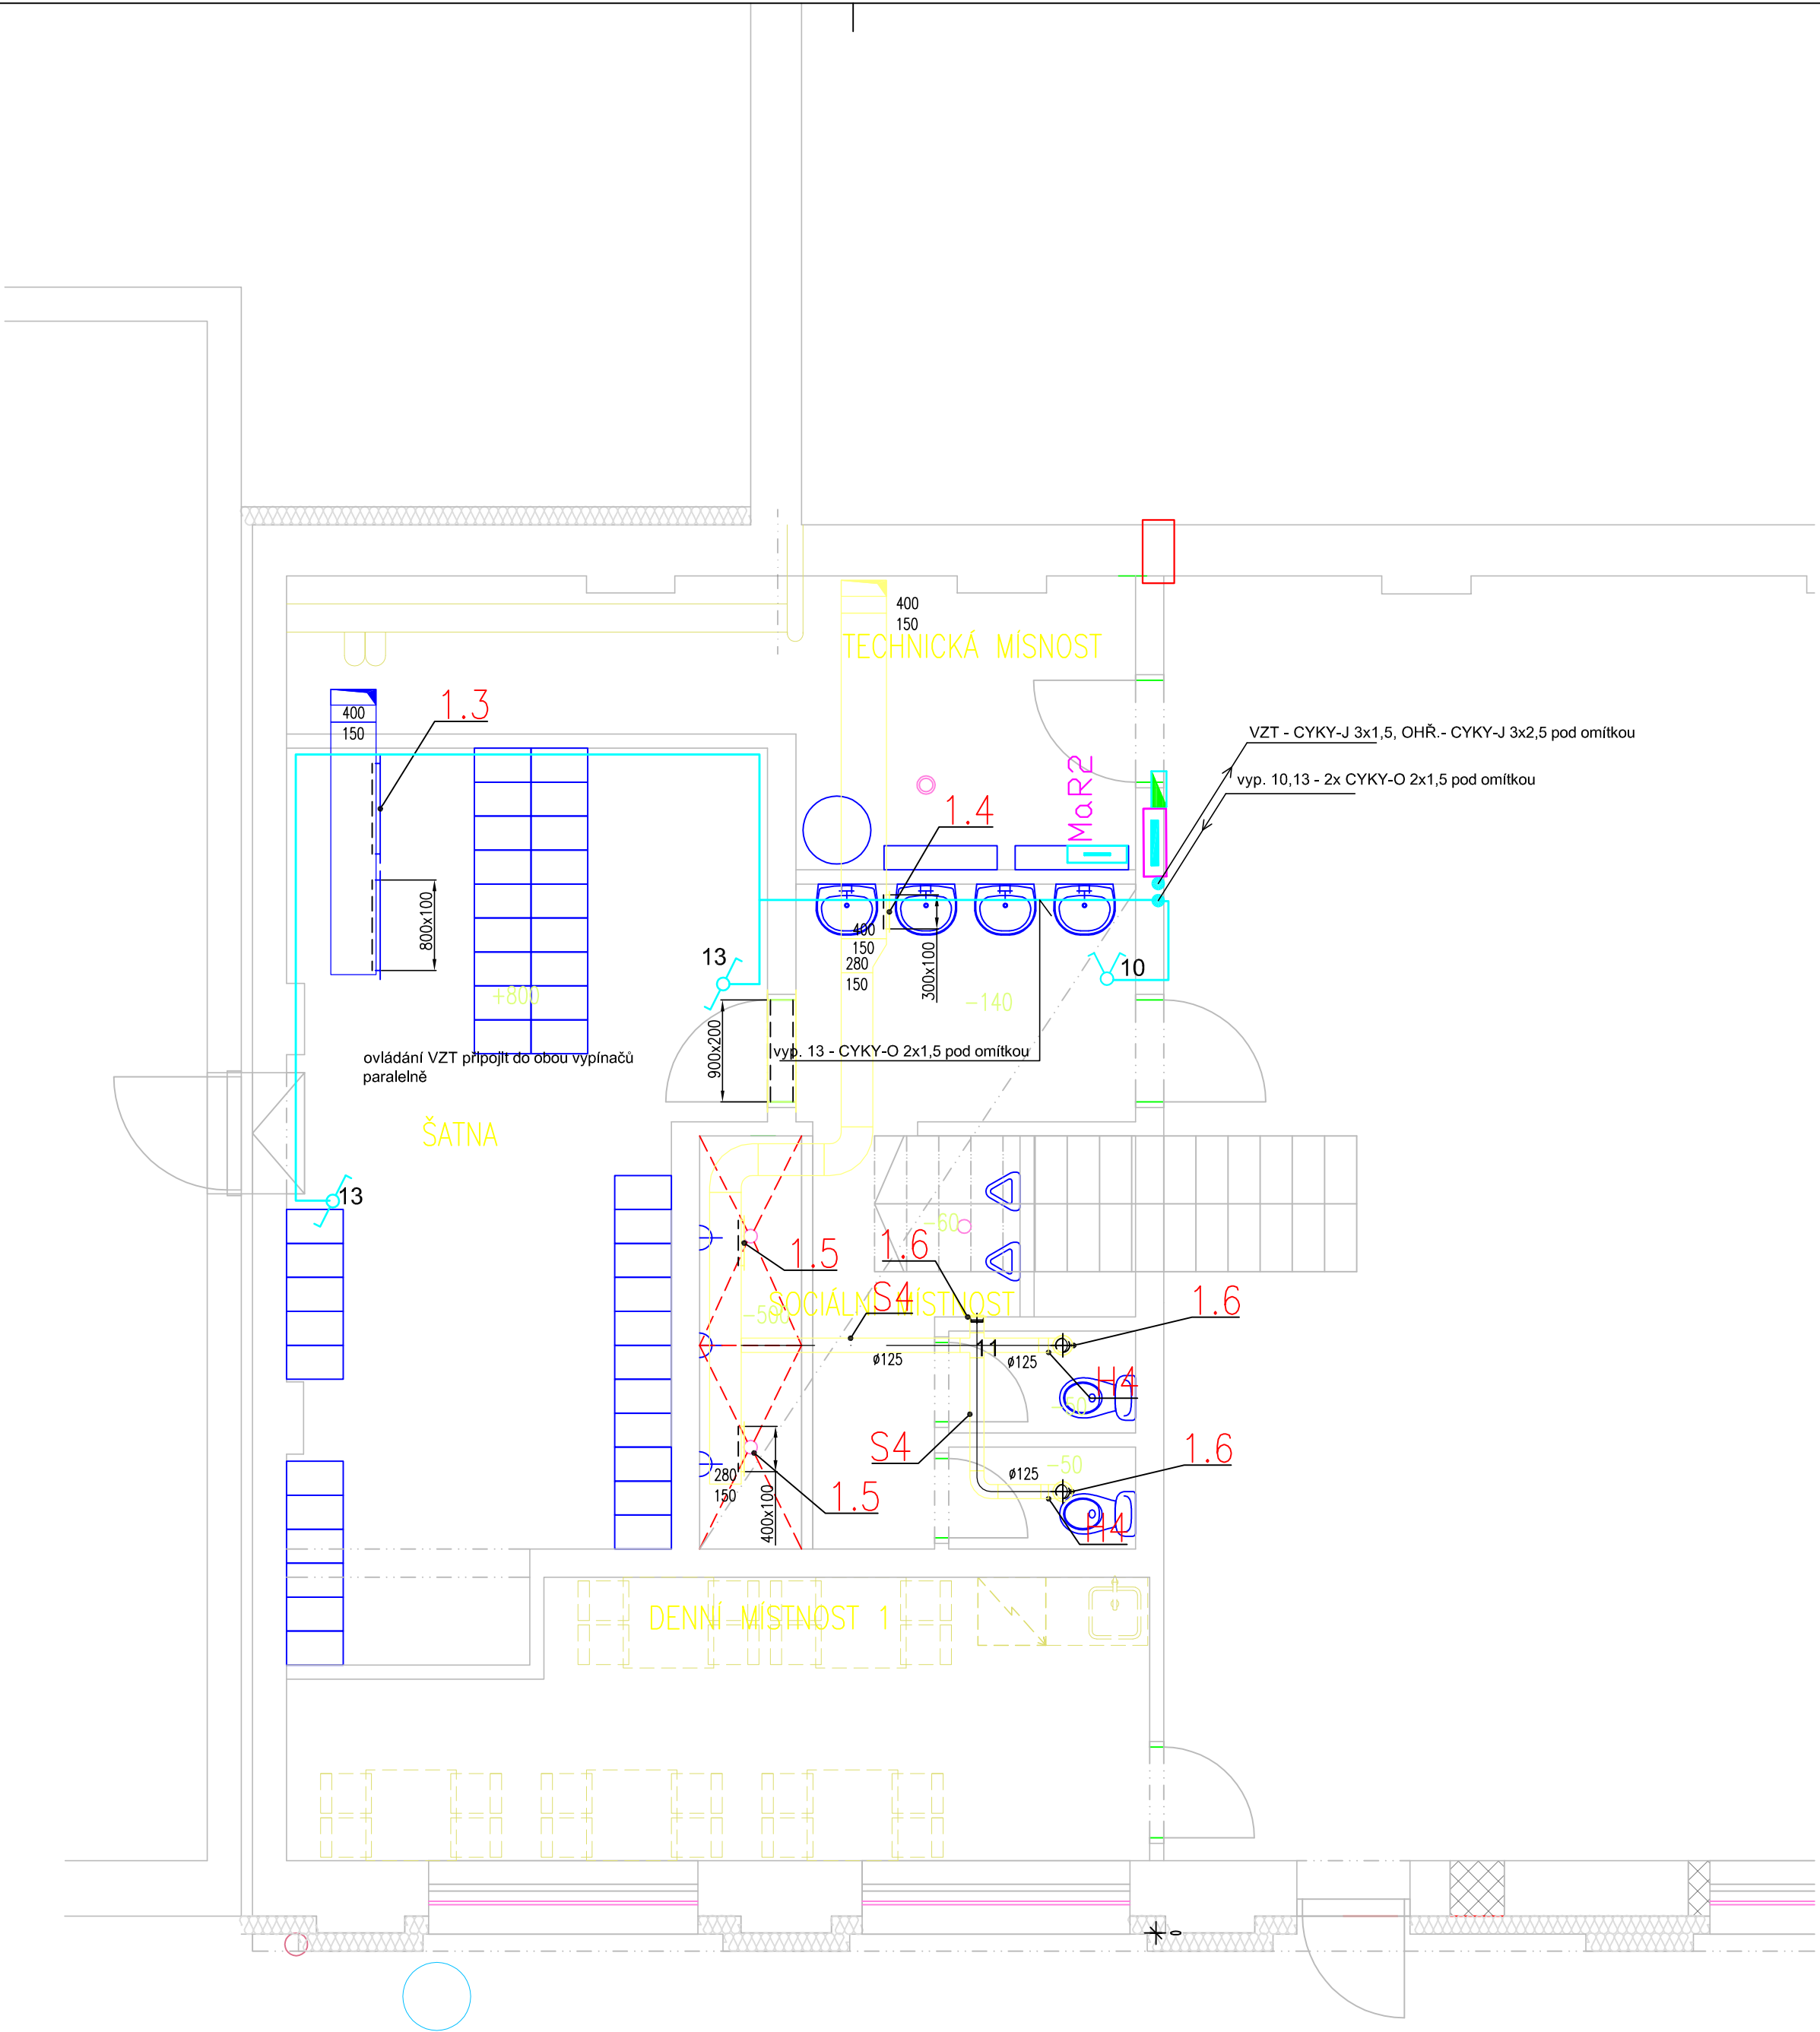 400
150
TECHNICKÁ MÍSNOST
1.3
400
150
VZT - CYKY-J 3x1,5, OHŘ.- CYKY-J 3x2,5 pod omítkou
vyp. 10,13 - 2x CYKY-O 2x1,5 pod omítkou
MaR2
1.4
800x100
400
150
280
150
300x100
13
10
+800
-140
900x200
vyp. 13 - CYKY-O 2x1,5 pod omítkou
ovládání VZT připojit do obou vypínačů
paralelně
ŠATNA
13
-60
1.5
1.6
S4
SOCIÁLNÍ MÍSTNOST
-500
1.6
11
ø125
ø125
H4
-50
S4
1.6
-50
ø125
280
150
400x100
1.5
H4
DENNÍ MÍSTNOST 1
0